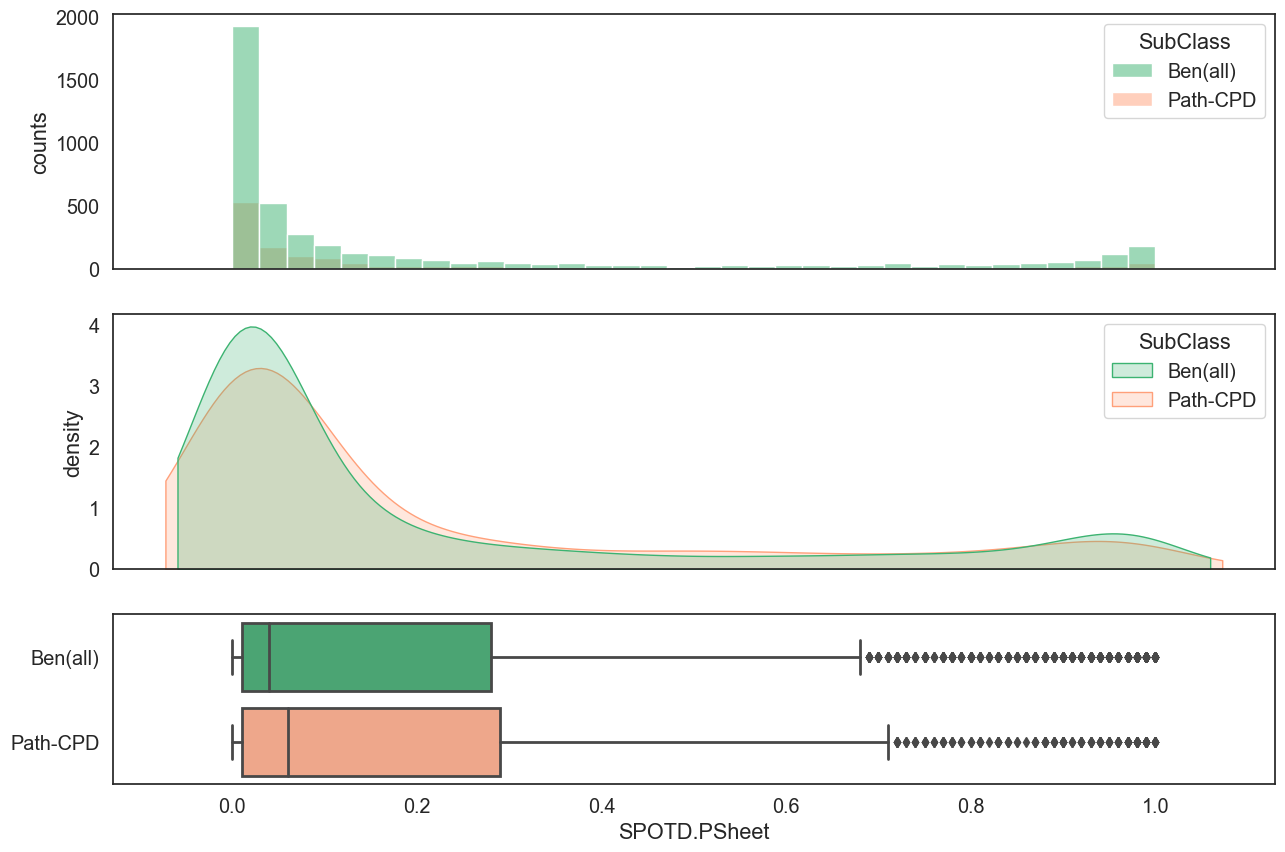 2000
1500
1000
500
0
counts
SubClass
Ben(all)
Path-CPD
4
3
2
1
0
density
SubClass
Ben(all)
Path-CPD
Ben(all)
Path-CPD
0.0 0.2 0.4 0.6 0.8 1.0
SPOTD.PSheet